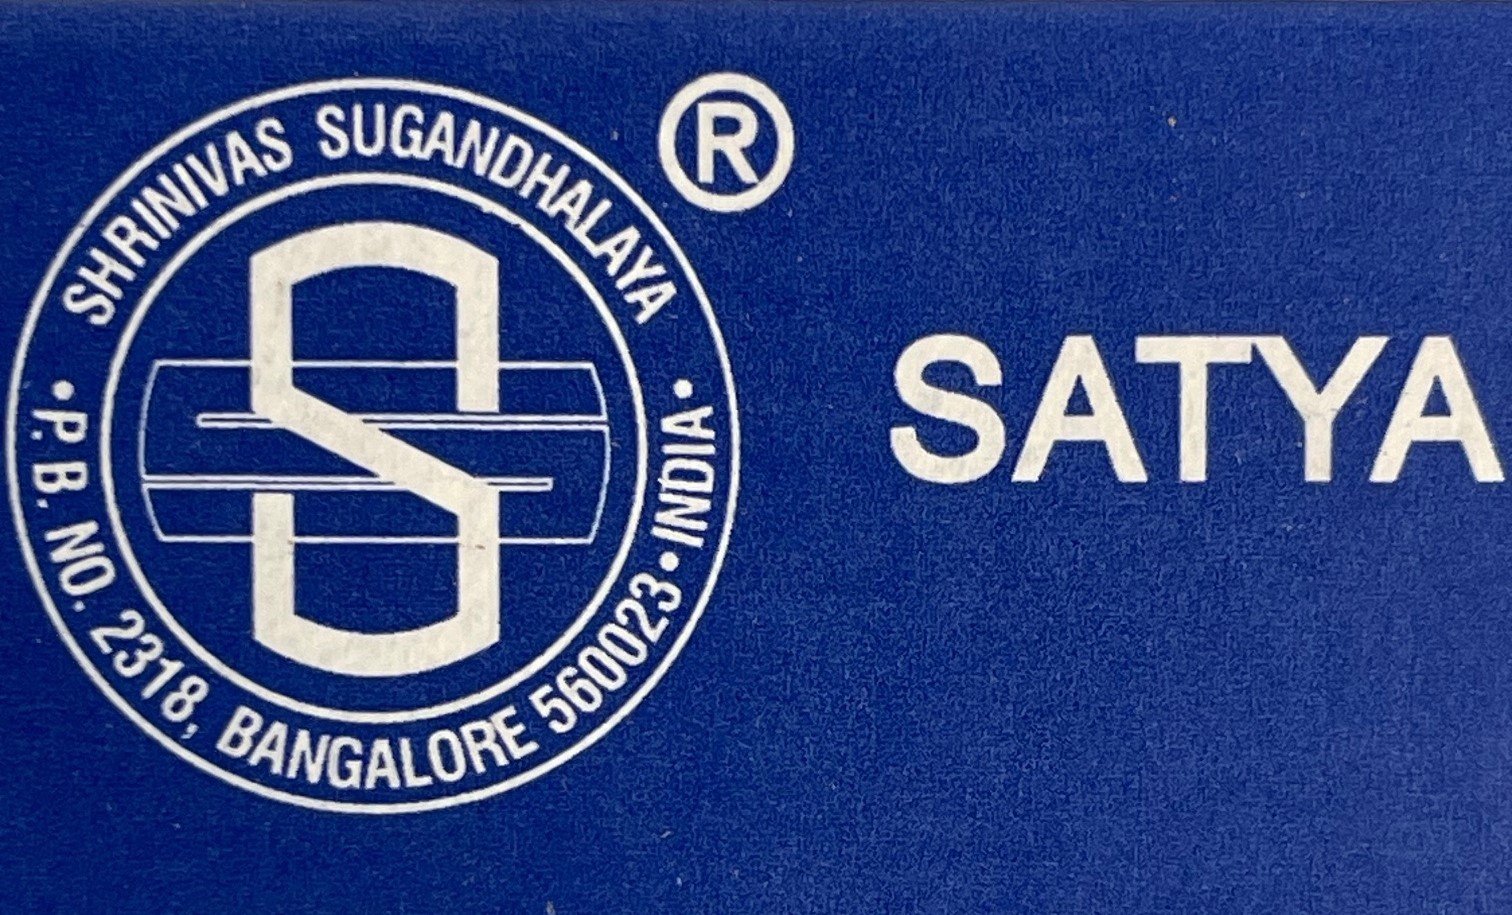 SHRINIVAS SUGANDHALAYA
®
• P.B. NO. 2318, BANGALORE 560023 • INDIA •
SATYA